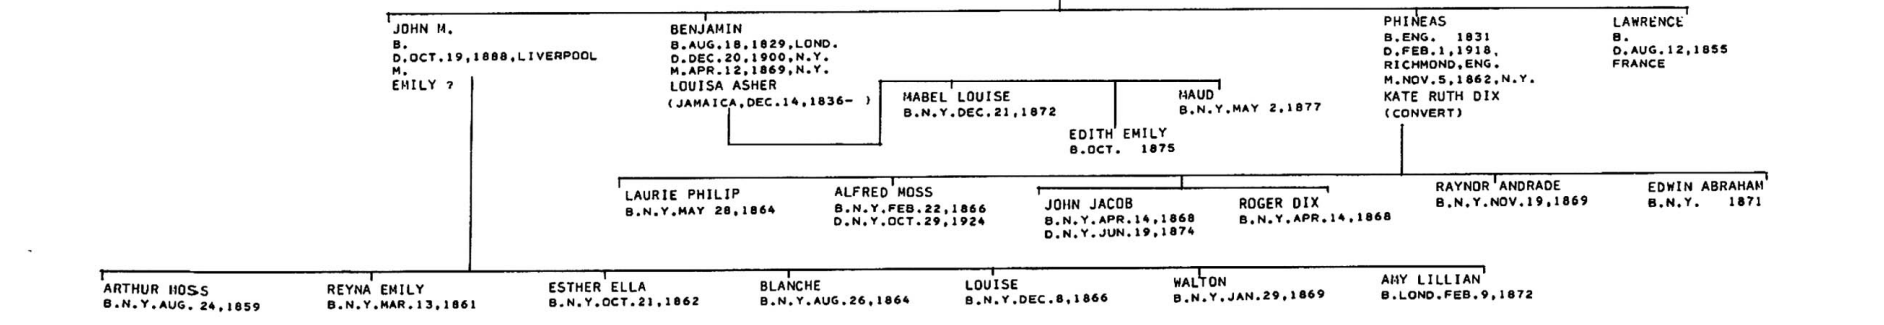 JOHN M.
B.
D.OCT.19,1888,LIVERPOOL
M.
EMILY ?
BENJAMIN
B.AUG.18,1829,LOND.
D.DEC.20,1900,N.Y.
M.APR.12,1869,N.Y.
LOUISA ASHER
(JAMAICA,DEC.14,1836- )
MABEL LOUISE
B.N.Y.DEC.21,1872
EDITH EMILY
B.OCT. 1875
MAUD
B.N.Y.MAY 2,1877
PHINEAS
B.ENG. 1831
D.FEB.1,1918,
RICHMOND,ENG.
M.NOV.5,1862,N.Y.
KATE RUTH DIX
(CONVERT)
LAWRENCE
B.
D.AUG.12,1855
FRANCE
LAURIE PHILIP
B.N.Y.MAY 28,1864
ALFRED MOSS
B.N.Y.FEB.22,1866
D.N.Y.OCT.29,1924
JOHN JACOB
B.N.Y.APR.14,1868
D.N.Y.JUN.19,1874
ROGER DIX
B.N.Y.APR.14,1868
RAYNOR ANDRADE
B.N.Y.NOV.19,1869
EDWIN ABRAHAM
B.N.Y. 1871
ARTHUR MOSS
B.N.Y.AUG.24,1859
REYNA EMILY
B.N.Y.MAR.13,1861
ESTHER ELLA
B.N.Y.OCT.21,1862
BLANCHE
B.N.Y.AUG.26,1864
LOUISE
B.N.Y.DEC.8,1866
WALTON
B.N.Y.JAN.29,1869
AMY LILLIAN
B.LOND.FEB.9,1872